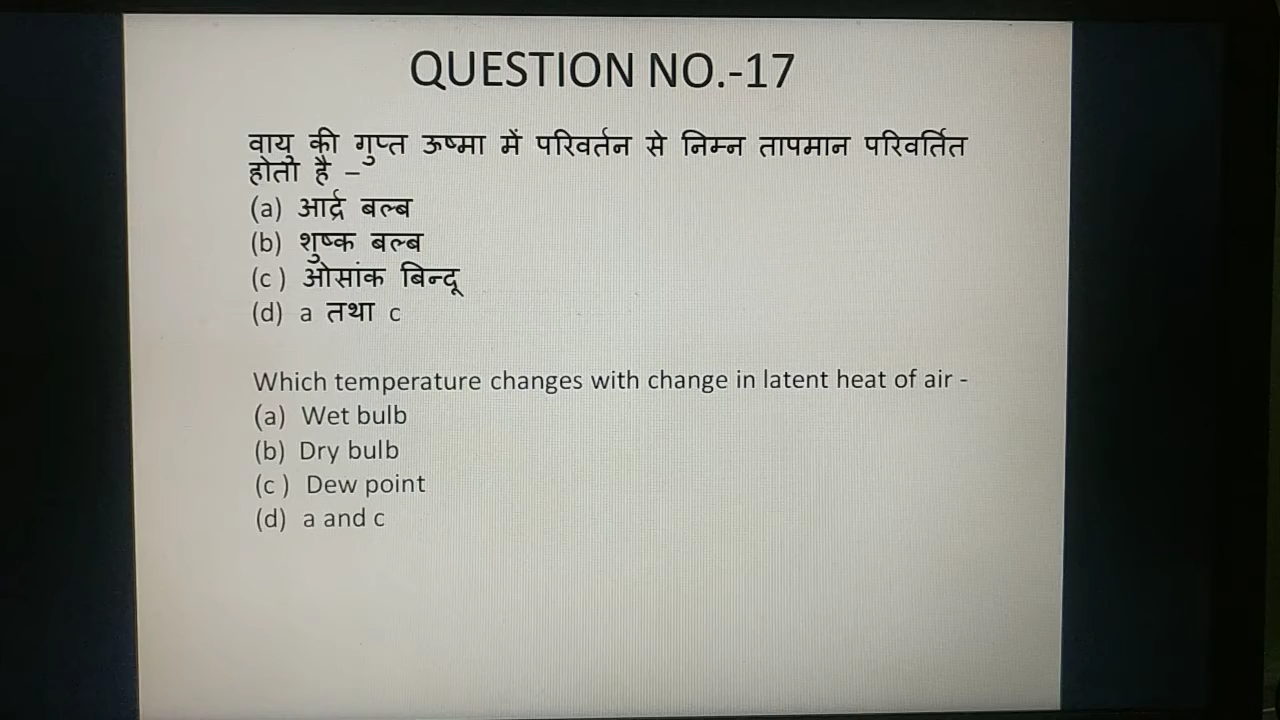 QUESTION NO.-17
वायु की गुप्त ऊष्मा में परिवर्तन से निम्न तापमान परिवर्तित
होता है –
(a) आर्द्र बल्ब
(b) शुष्क बल्ब
(c ) ओसांक बिन्दू
(d) a तथा c
Which temperature changes with change in latent heat of air -
(a) Wet bulb
(b) Dry bulb
(c ) Dew point
(d) a and c